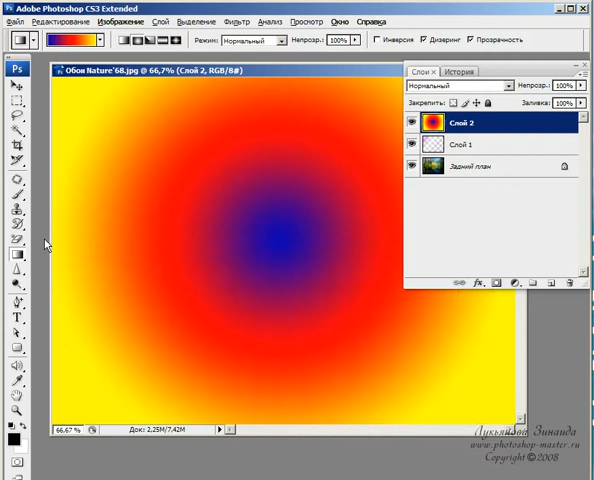 Adobe Photoshop CS3 Extended
Файл Редактирование Изображение Слой Выделение Фильтр Анализ Просмотр Окно Справка
Режим: Нормальный Непрозр.: 100% Инверсия Дизеринг Прозрачность
Ps
Обои Nature'68.jpg @ 66,7% (Слой 2, RGB/8#)
Слои × История
Нормальный Непрозр.: 100%
Закрепить: Заливка: 100%
Слой 2
Слой 1
Задний план
66,67 % Док: 2,25M/7,42M
Лукьянова Зинаида
www.photoshop-master.ru
Copyright ©2008